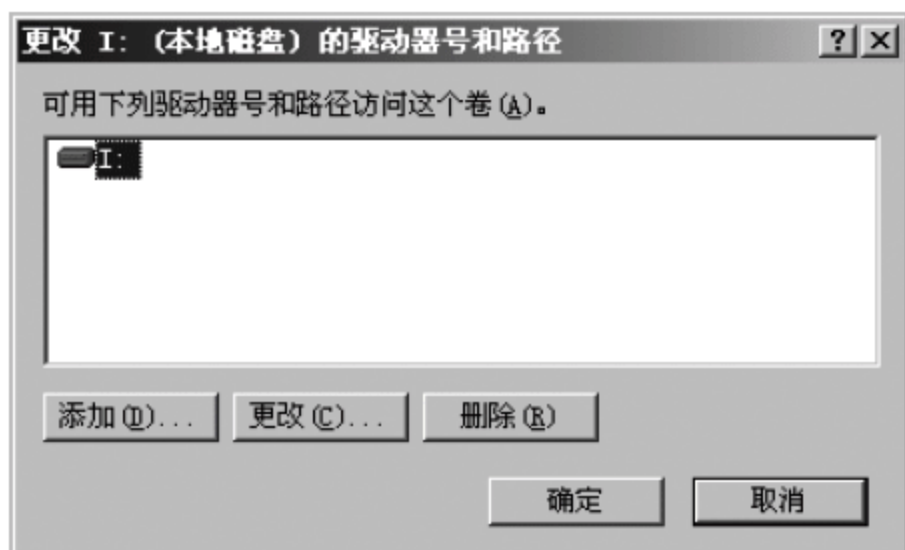 更改 I: (本地磁盘) 的驱动器号和路径
可用下列驱动器号和路径访问这个卷(A)。
I:
添加(D)... 更改(C)... 删除(R)
确定 取消